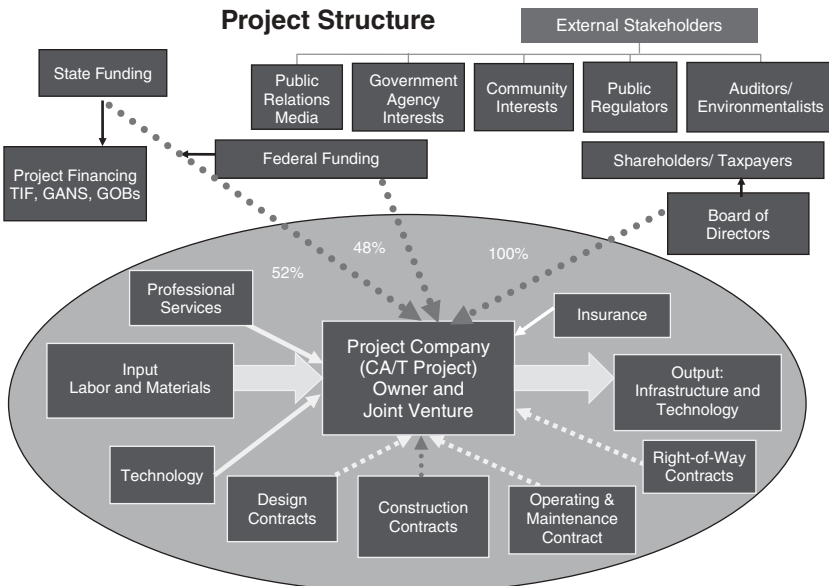 Project Structure
External Stakeholders
State Funding
Public
Relations
Media
Government
Agency
Interests
Community
Interests
Public
Regulators
Auditors/
Environmentalists
Project Financing
TIF, GANS, GOBs
Federal Funding
Shareholders/ Taxpayers
Board of
Directors
48%
100%
52%
Professional
Services
Insurance
Input
Labor and Materials
Project Company
(CA/T Project)
Owner and
Joint Venture
Output:
Infrastructure and
Technology
Technology
Design
Contracts
Construction
Contracts
Operating &
Maintenance
Contract
Right-of-Way
Contracts